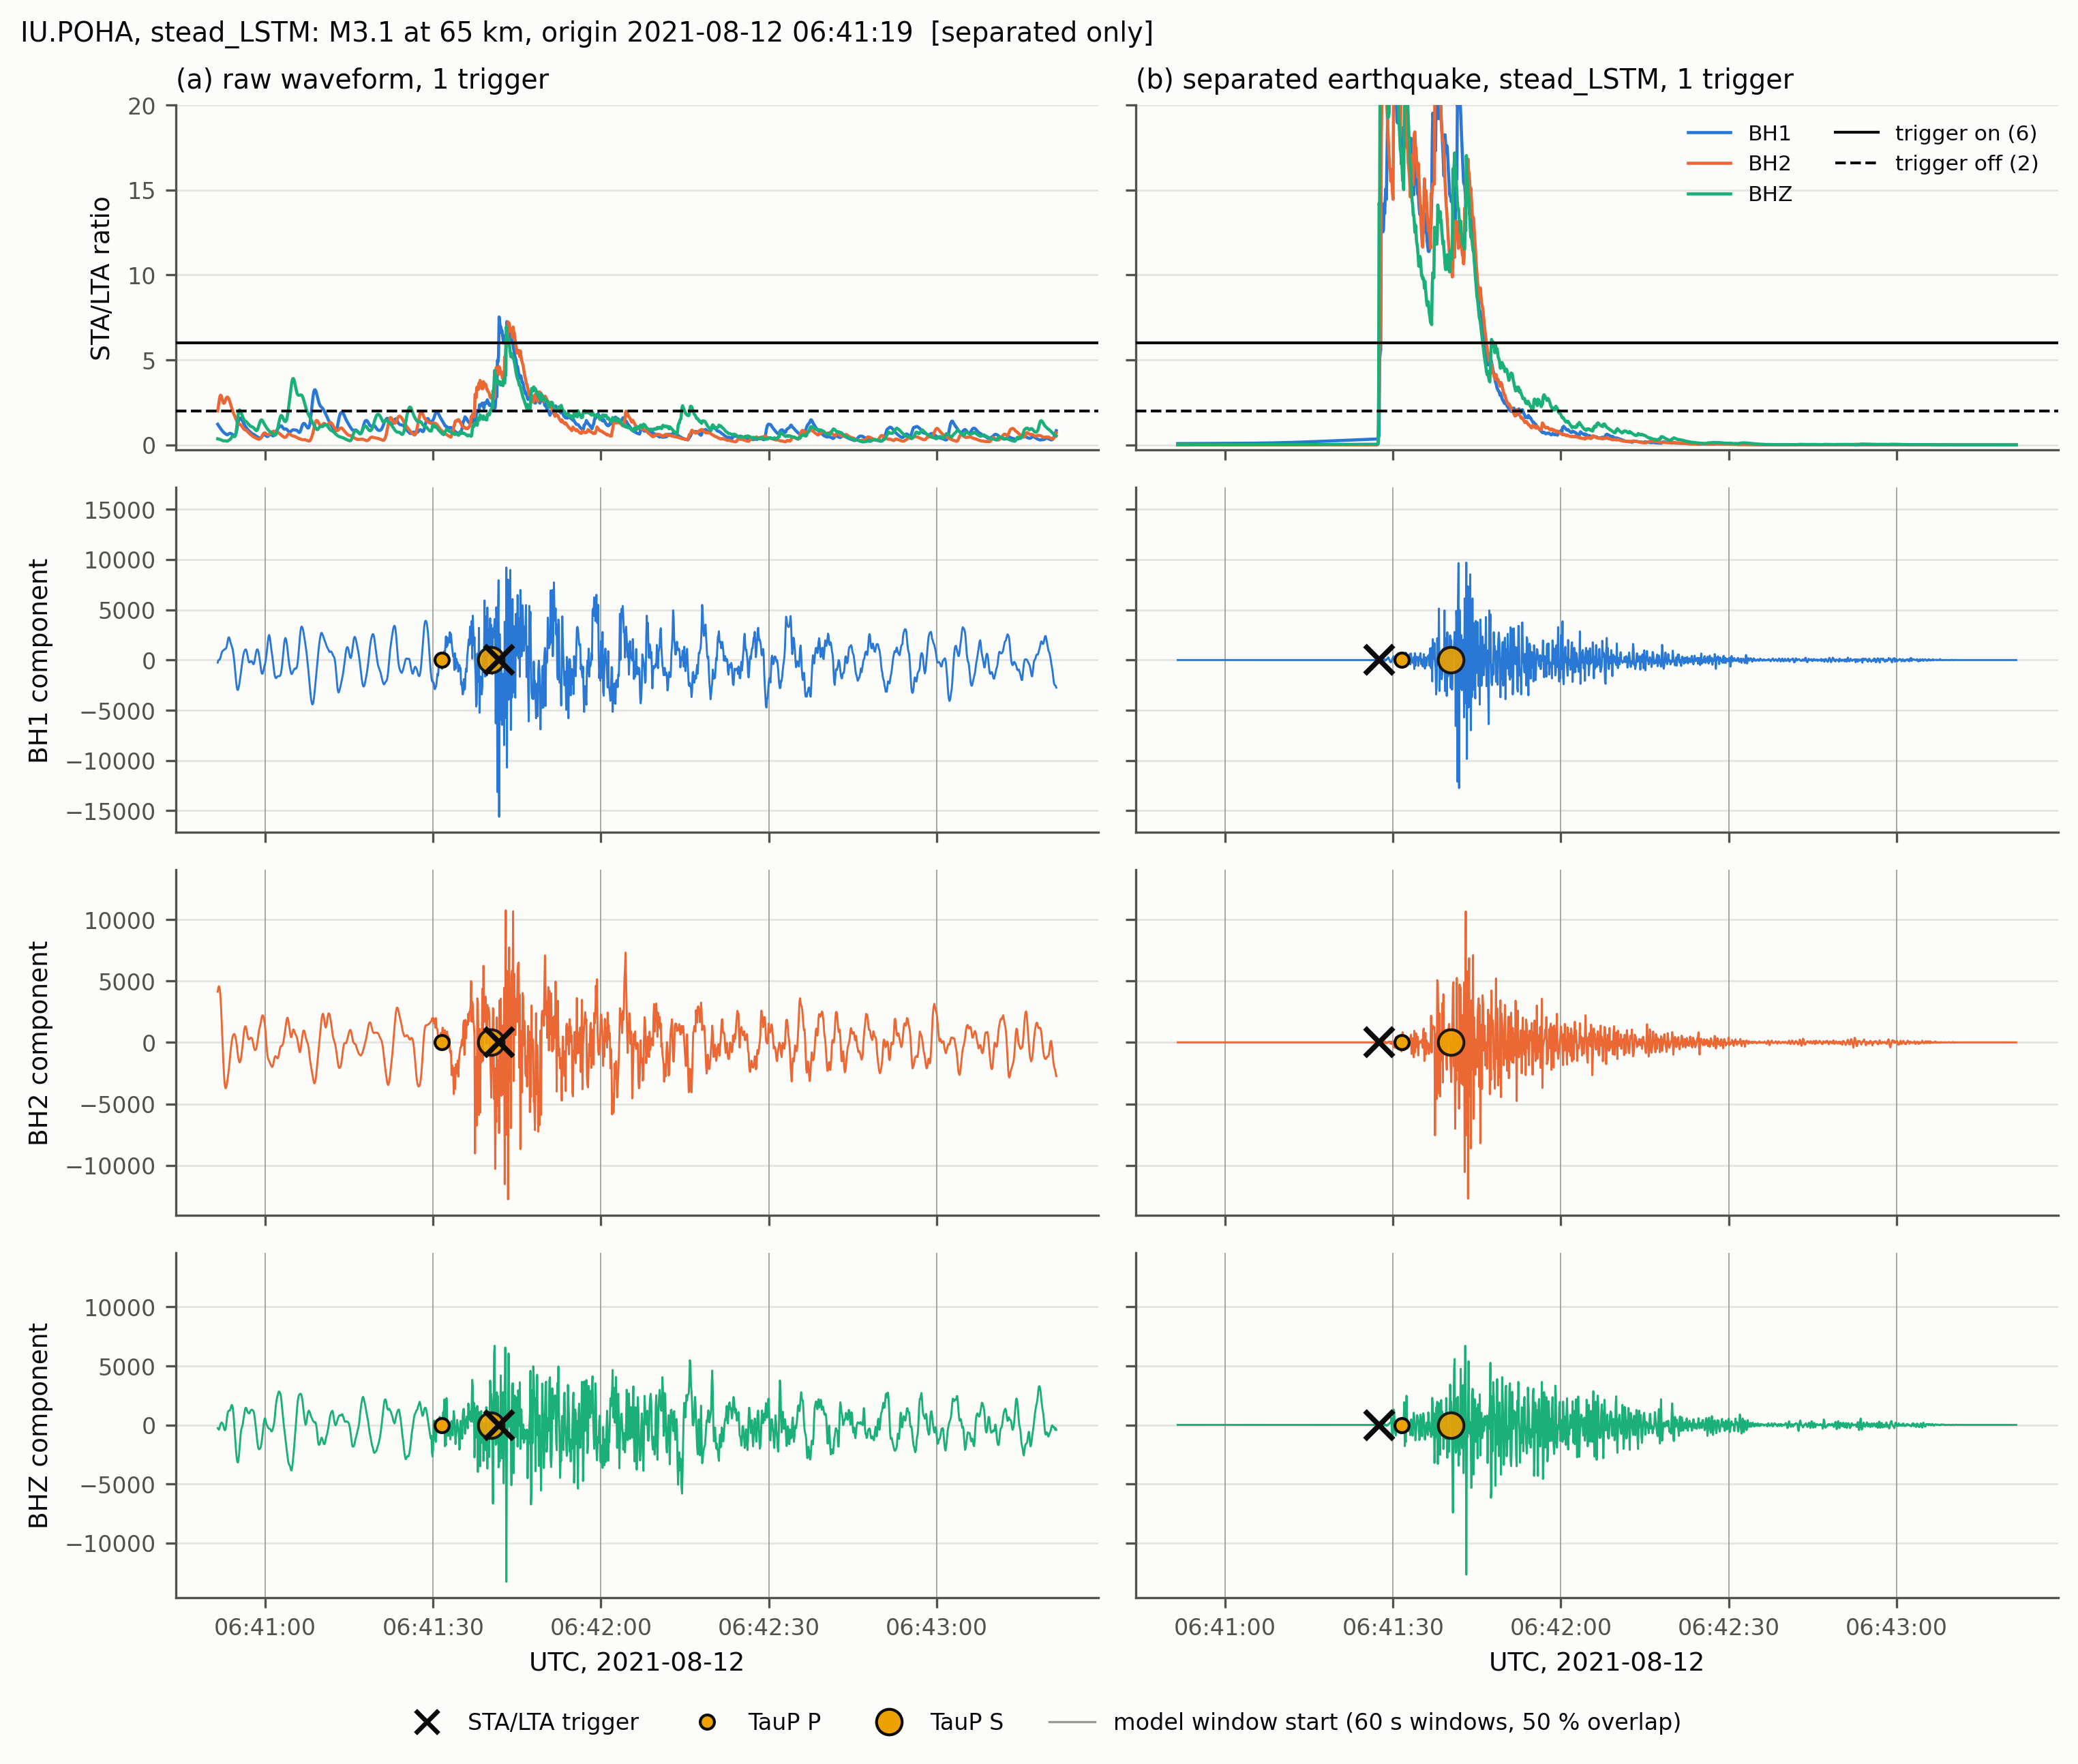 IU.POHA, stead_LSTM: M3.1 at 65 km, origin 2021-08-12 06:41:19  [separated only]
(a) raw waveform, 1 trigger
(b) separated earthquake, stead_LSTM, 1 trigger
STA/LTA ratio
20
15
10
5
0
BH1
BH2
BHZ
trigger on (6)
trigger off (2)
BH1 component
15000
10000
5000
0
−5000
−10000
−15000
BH2 component
10000
5000
0
−5000
−10000
BHZ component
10000
5000
0
−5000
−10000
06:41:00 06:41:30 06:42:00 06:42:30 06:43:00
06:41:00 06:41:30 06:42:00 06:42:30 06:43:00
UTC, 2021-08-12
UTC, 2021-08-12
STA/LTA trigger
TauP P
TauP S
model window start (60 s windows, 50 % overlap)